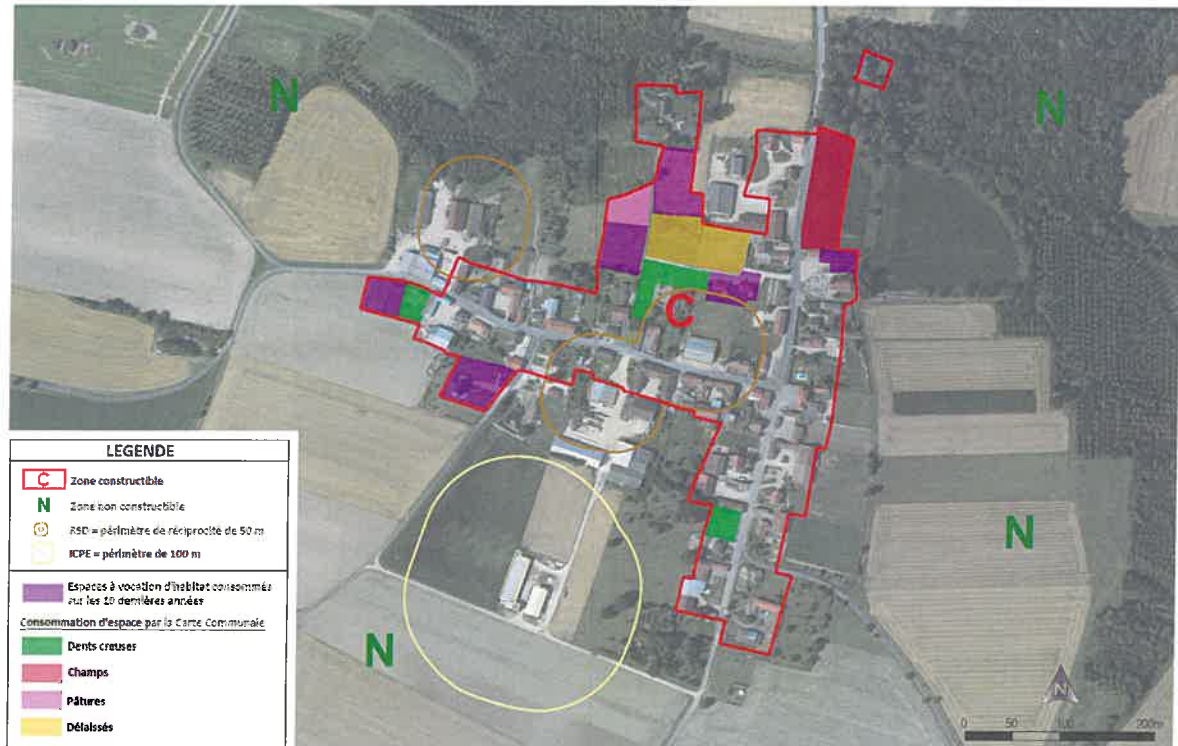 N
N
C
N
N
LEGENDE
C Zone constructible
N Zone non constructible
RSD = périmètre de réciprocité de 50 m
ICPE = périmètre de 100 m
Espaces à vocation d'habitat consommés
sur les 10 dernières années
Consommation d'espace par la Carte Communale
Dents creuses
Champs
Pâtures
Délaissés
N
0 50 100 200m